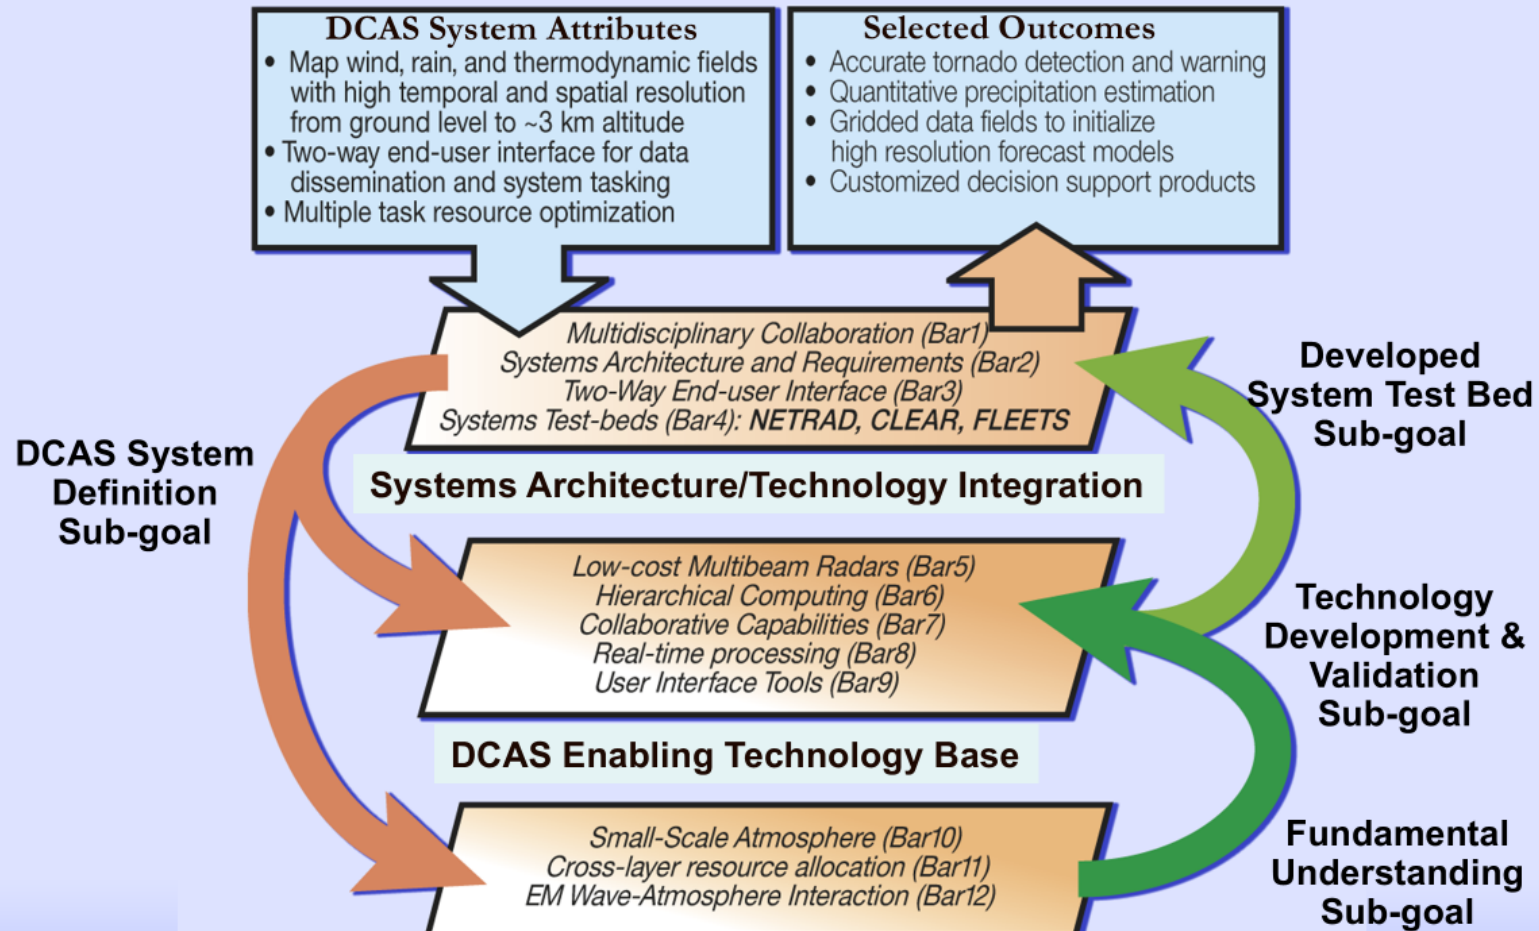 DCAS System Attributes
• Map wind, rain, and thermodynamic fields
with high temporal and spatial resolution
from ground level to ~3 km altitude
• Two-way end-user interface for data
dissemination and system tasking
• Multiple task resource optimization
Selected Outcomes
• Accurate tornado detection and warning
• Quantitative precipitation estimation
• Gridded data fields to initialize
high resolution forecast models
• Customized decision support products
Multidisciplinary Collaboration (Bar1)
Systems Architecture and Requirements (Bar2)
Two-Way End-user Interface (Bar3)
Systems Test-beds (Bar4): NETRAD, CLEAR, FLEETS
Systems Architecture/Technology Integration
DCAS System
Definition
Sub-goal
Developed
System Test Bed
Sub-goal
Low-cost Multibeam Radars (Bar5)
Hierarchical Computing (Bar6)
Collaborative Capabilities (Bar7)
Real-time processing (Bar8)
User Interface Tools (Bar9)
DCAS Enabling Technology Base
Technology
Development &
Validation
Sub-goal
Small-Scale Atmosphere (Bar10)
Cross-layer resource allocation (Bar11)
EM Wave-Atmosphere Interaction (Bar12)
Fundamental
Understanding
Sub-goal